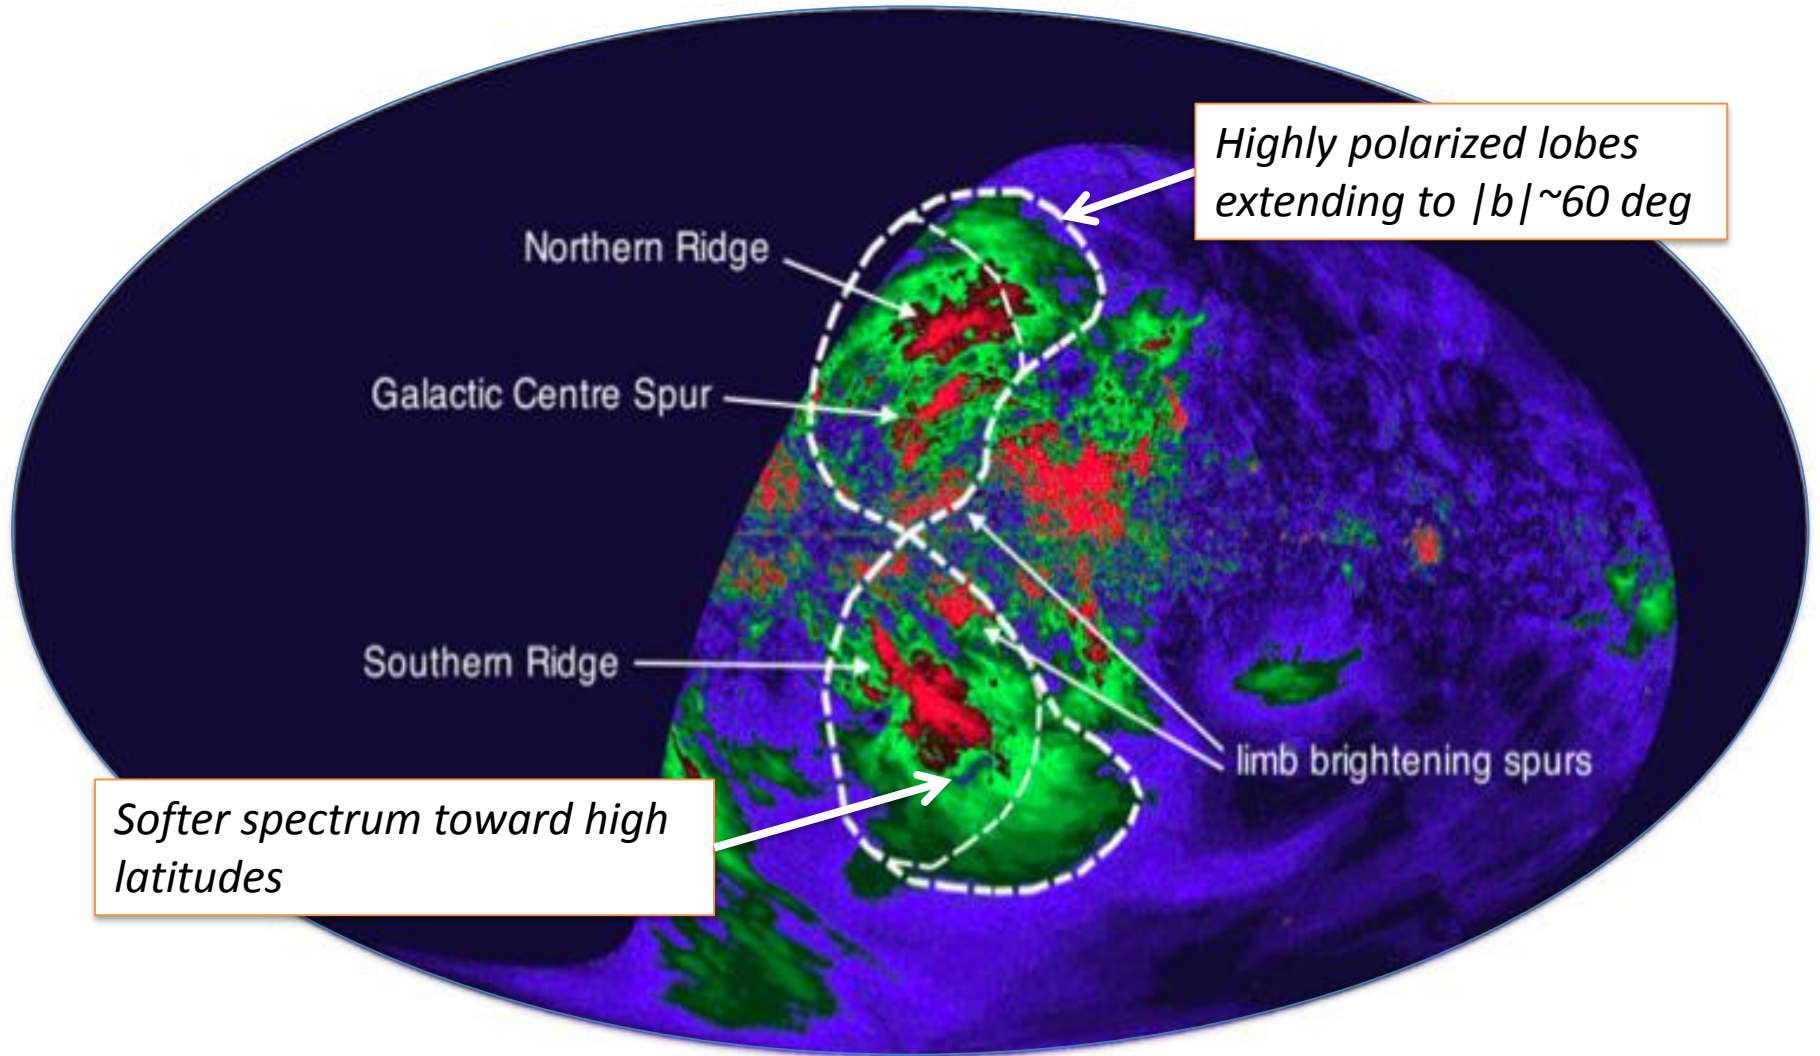 Highly polarized lobes
extending to |b|~60 deg
Northern Ridge
Galactic Centre Spur
Southern Ridge
limb brightening spurs
Softer spectrum toward high
latitudes